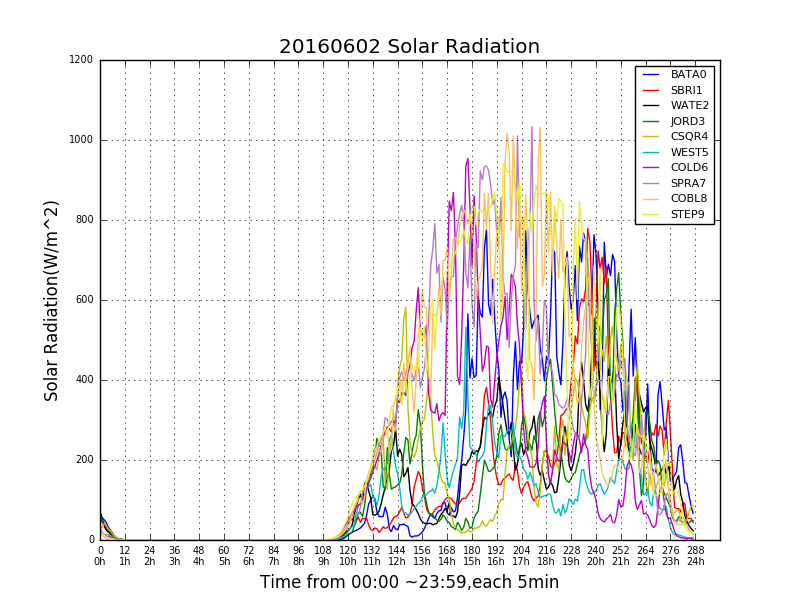 20160602 Solar Radiation
Solar Radiation(W/m^2)
1200
1000
800
600
400
200
0
BATA0
SBRI1
WATE2
JORD3
CSQR4
WEST5
COLD6
SPRA7
COBL8
STEP9
0 12 24 36 48 60 72 84 96 108 120 132 144 156 168 180 192 204 216 228 240 252 264 276 288
0h 1h 2h 3h 4h 5h 6h 7h 8h 9h 10h 11h 12h 13h 14h 15h 16h 17h 18h 19h 20h 21h 22h 23h 24h
Time from 00:00 ~23:59,each 5min